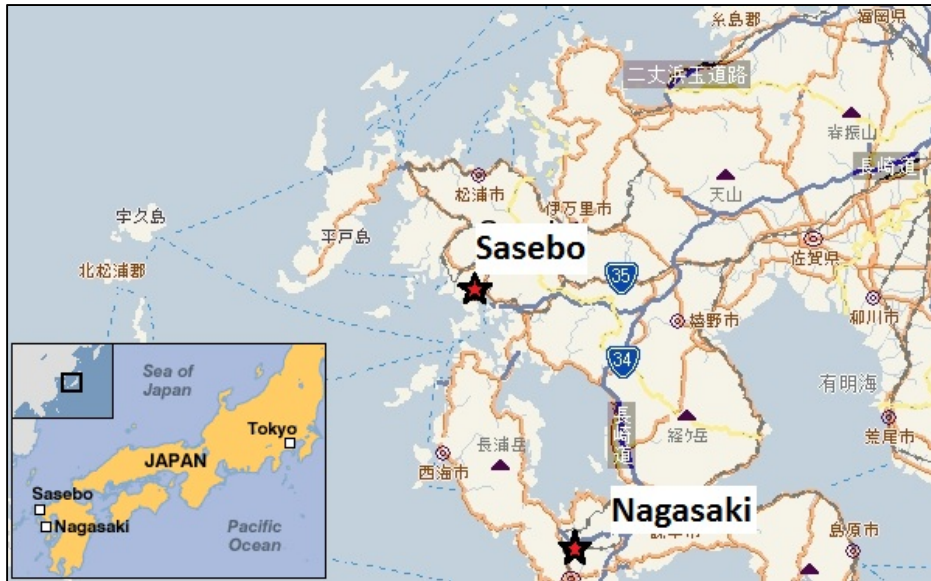 糸島郡
福岡県
二丈浜玉道路
脊振山
長崎道
松浦市
天山
伊万里市
宇久島
平戸島
佐賀県
Sasebo
35
北松浦郡
嬉野市
柳川市
34
有明海
Sea of
Japan
長崎道
経ケ岳
荒尾市
Tokyo
長浦岳
JAPAN
西海市
Sasebo
Nagasaki
Nagasaki
島原市
Pacific
Ocean